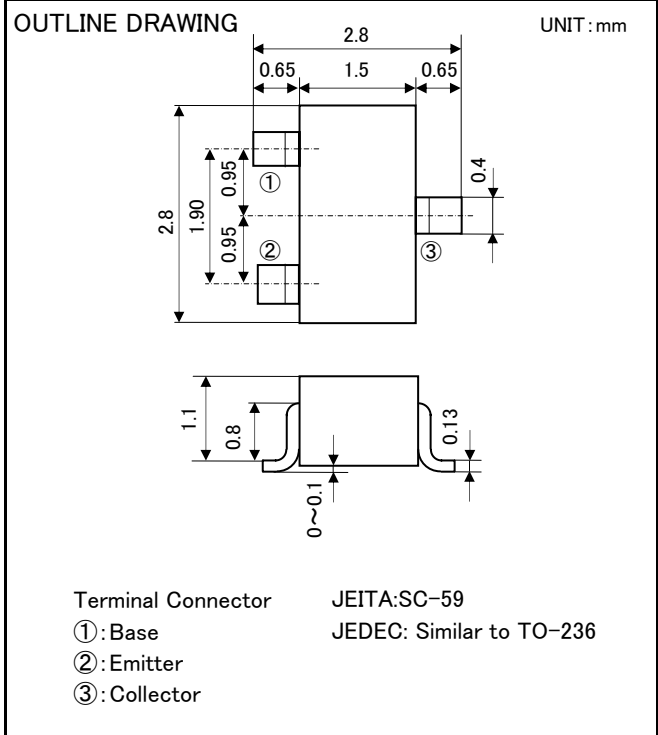 OUTLINE DRAWING
UNIT:mm
2.8
0.65 1.5 0.65
2.8
1.90
0.95
0.95
①
②
0.4
③
1.1
0.8
0.13
0~0.1
Terminal Connector
①:Base
②:Emitter
③:Collector
JEITA:SC-59
JEDEC: Similar to TO-236